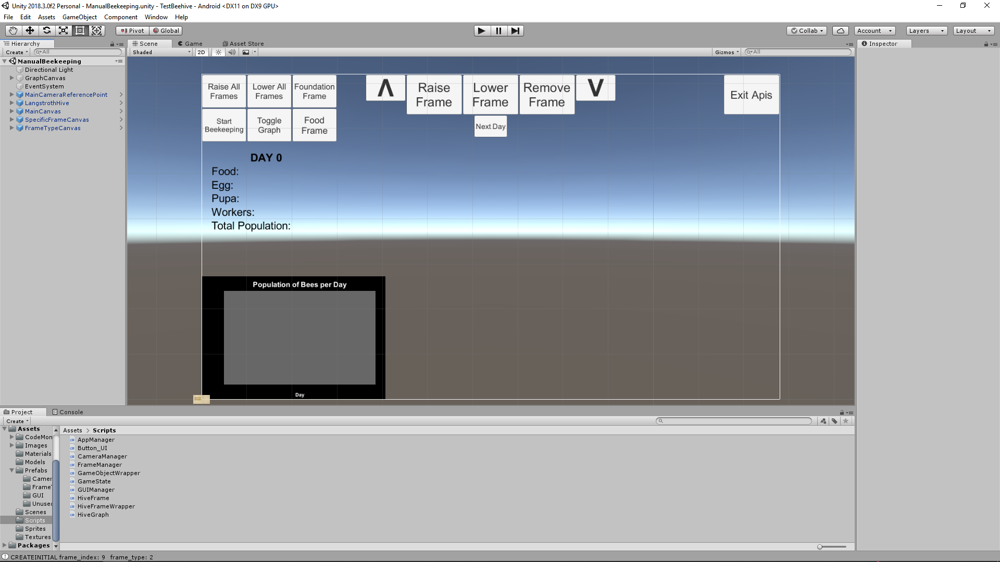 Unity 2018.3.0f2 Personal - ManualBeekeeping.unity - TestBeehive - Android <DX11 on DX9 GPU>
File Edit Assets GameObject Component Window Help
Pivot Global Collab Account Layers Layout
Hierarchy
Create All
ManualBeekeeping
Directional Light
GraphCanvas
EventSystem
MainCameraReferencePoint
LangstrothHive
MainCanvas
SpecificFrameCanvas
FrameTypeCanvas
Scene Game Asset Store
Shaded 2D Gizmos All
Raise All Frames
Lower All Frames
Foundation Frame
Λ
Raise Frame
Lower Frame
Remove Frame
V
Exit Apis
Start Beekeeping
Toggle Graph
Food Frame
Next Day
DAY 0
Food:
Egg:
Pupa:
Workers:
Total Population:
Population of Bees per Day
Day
Inspector
Project Console
Create
Assets
CodeMon
Images
Materials
Models
Prefabs
Camer
FrameT
GUI
Unused
Scenes
Scripts
Sprites
Textures
Packages
Assets > Scripts
AppManager
Button_UI
CameraManager
FrameManager
GameObjectWrapper
GameState
GUIManager
HiveFrame
HiveFrameWrapper
HiveGraph
CREATEINITIAL frame_index: 9 frame_type: 2